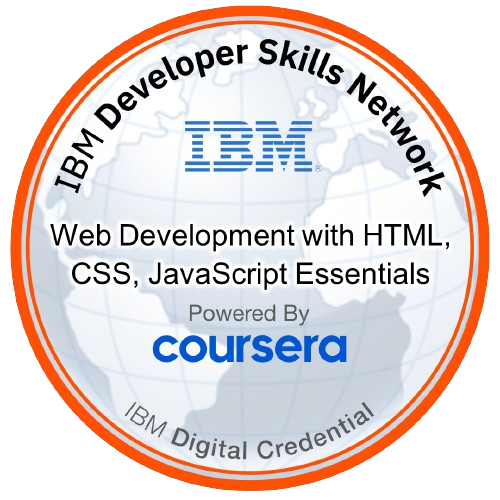 IBM Developer Skills Network
IBM®
Web Development with HTML,
CSS, JavaScript Essentials
Powered By
coursera
IBM Digital Credential